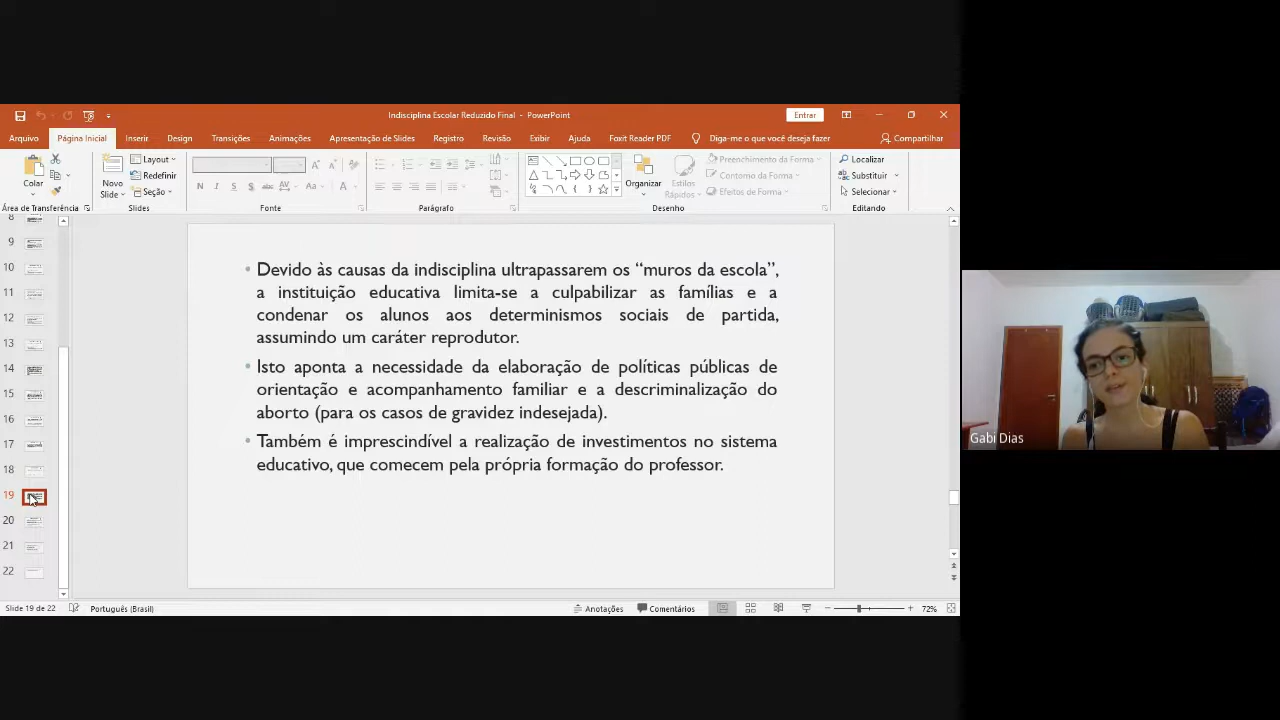 Indisciplina Escolar Reduzido Final - PowerPoint
Entrar
Arquivo Página Inicial Inserir Design Transições Animações Apresentação de Slides Registro Revisão Exibir Foxit Reader PDF Diga-me o que você deseja fazer Compartilhar
Colar
Novo Slide
Layout
Redefinir
Seção
N I S S abc AV Aa A
Organizar
Estilos Rápidos
Preenchimento da Forma
Contorno da Forma
Efeitos de Forma
Localizar
Substituir
Selecionar
Área de Transferência Slides Fonte Parágrafo Desenho Editando
8
9
10
11
12
13
14
15
16
17
18
19
20
21
22
• Devido às causas da indisciplina ultrapassarem os “muros da escola”,
a instituição educativa limita-se a culpabilizar as famílias e a
condenar os alunos aos determinismos sociais de partida,
assumindo um caráter reprodutor.
• Isto aponta a necessidade da elaboração de políticas públicas de
orientação e acompanhamento familiar e a descriminalização do
aborto (para os casos de gravidez indesejada).
• Também é imprescindível a realização de investimentos no sistema
educativo, que comecem pela própria formação do professor.
Gabi Dias
Slide 19 de 22 Português (Brasil) Anotações Comentários 72%